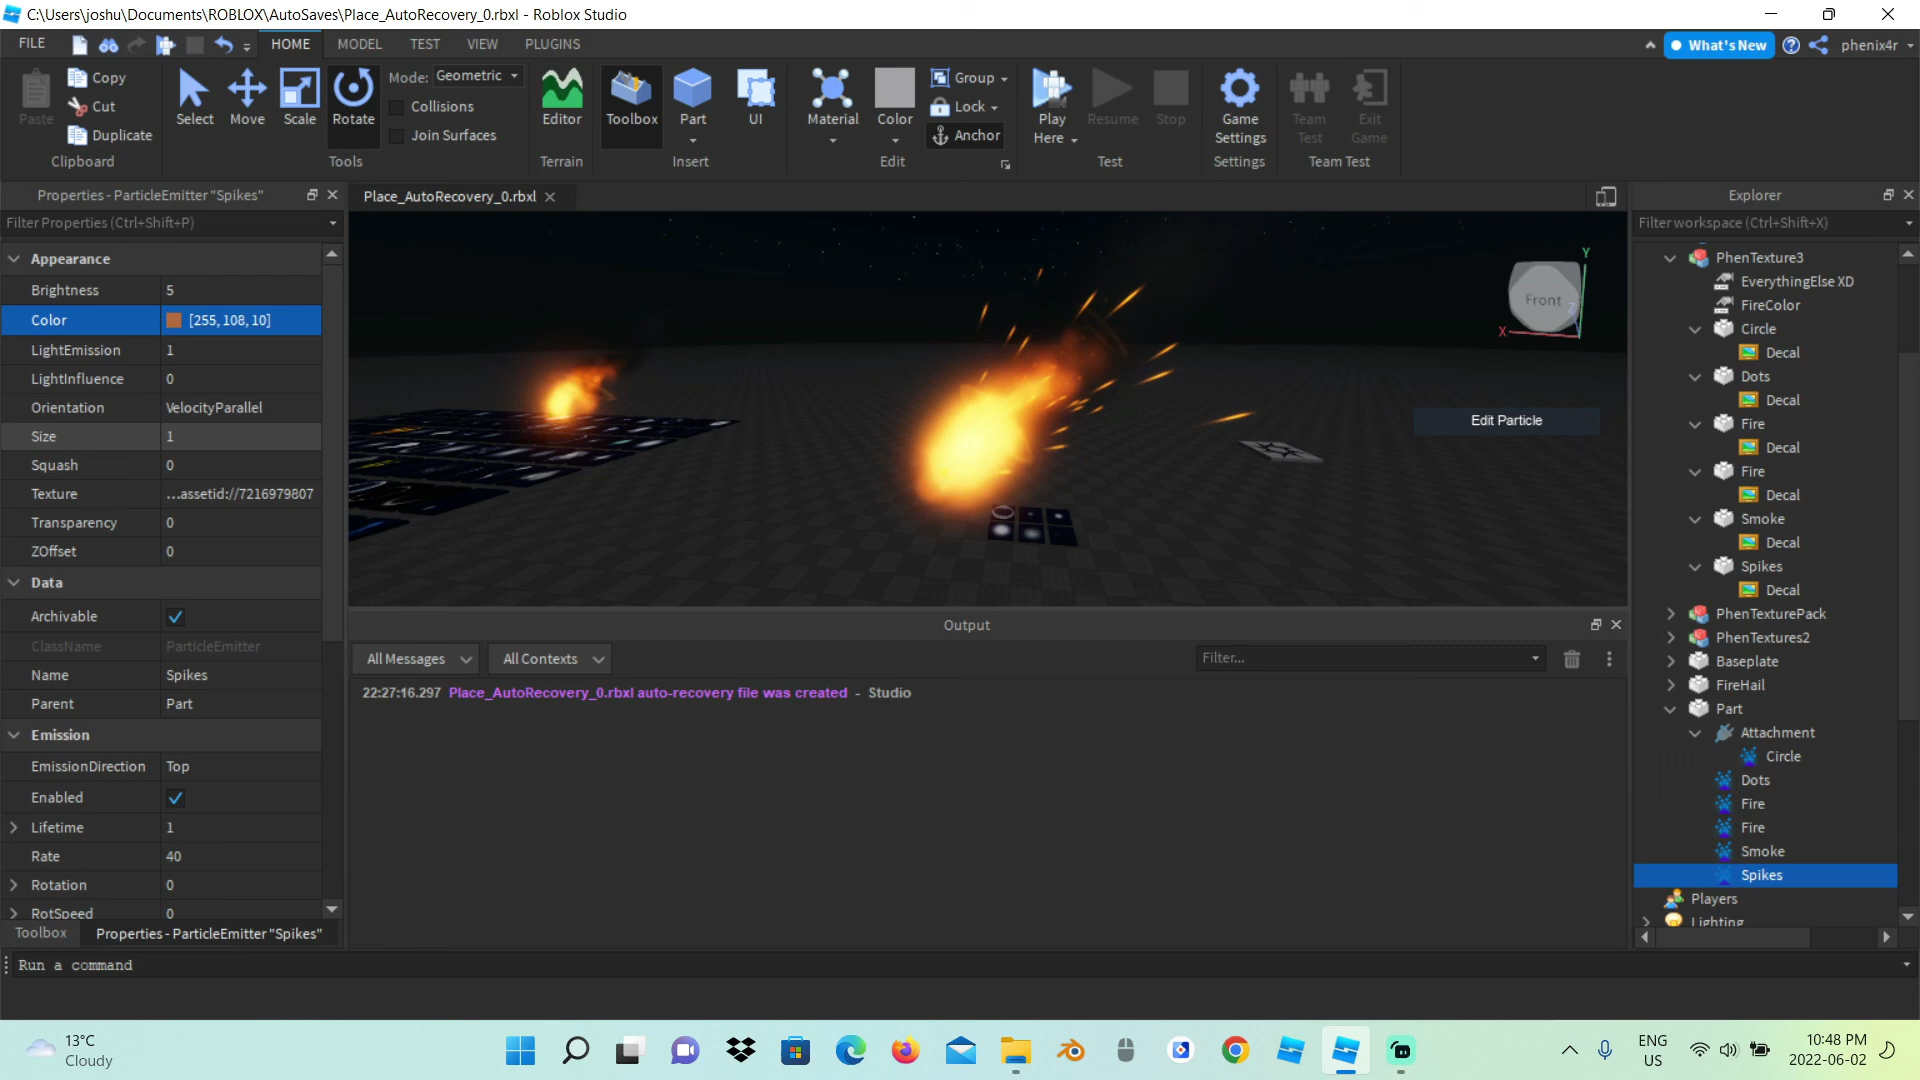 C:\Users\joshu\Documents\ROBLOX\AutoSaves\Place_AutoRecovery_0.rbxl - Roblox Studio
FILE
HOME
MODEL
TEST
VIEW
PLUGINS
What's New
phenix4r
Paste
Copy
Cut
Duplicate
Clipboard
Select
Move
Scale
Rotate
Mode: Geometric
Collisions
Join Surfaces
Tools
Editor
Terrain
Toolbox
Part
UI
Insert
Material
Color
Group
Lock
Anchor
Edit
Play Here
Resume
Stop
Test
Game Settings
Settings
Team Test
Exit Game
Team Test
Properties - ParticleEmitter "Spikes"
Filter Properties (Ctrl+Shift+P)
Appearance
Brightness 5
Color [255, 108, 10]
LightEmission 1
LightInfluence 0
Orientation VelocityParallel
Size 1
Squash 0
Texture ...assetid://7216979807
Transparency 0
ZOffset 0
Data
Archivable
ClassName ParticleEmitter
Name Spikes
Parent Part
Emission
EmissionDirection Top
Enabled
Lifetime 1
Rate 40
Rotation 0
RotSpeed 0
Toolbox
Properties - ParticleEmitter "Spikes"
Place_AutoRecovery_0.rbxl
Front
X
Y
Z
Edit Particle
Output
All Messages
All Contexts
Filter...
22:27:16.297 Place_AutoRecovery_0.rbxl auto-recovery file was created - Studio
Explorer
Filter workspace (Ctrl+Shift+X)
PhenTexture3
EverythingElse XD
FireColor
Circle
Decal
Dots
Decal
Fire
Decal
Fire
Decal
Smoke
Decal
Spikes
Decal
PhenTexturePack
PhenTextures2
Baseplate
FireHail
Part
Attachment
Circle
Dots
Fire
Fire
Smoke
Spikes
Players
Lighting
Run a command
13°C
Cloudy
ENG
US
10:48 PM
2022-06-02